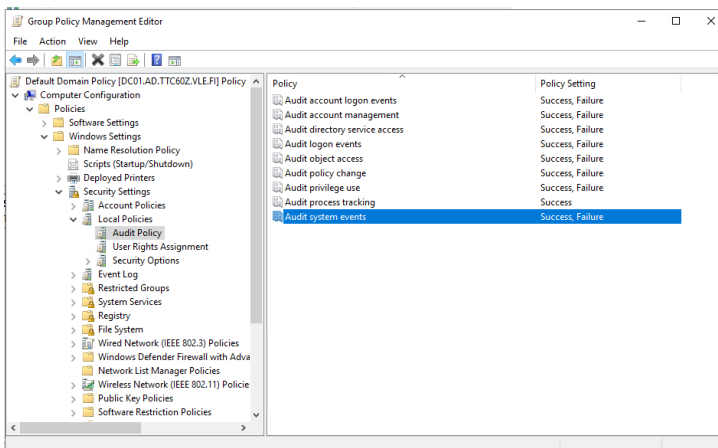 Group Policy Management Editor
File Action View Help
Default Domain Policy [DC01.AD.TTC60Z.VLE.FI] Policy
Computer Configuration
Policies
Software Settings
Windows Settings
Name Resolution Policy
Scripts (Startup/Shutdown)
Deployed Printers
Security Settings
Account Policies
Local Policies
Audit Policy
User Rights Assignment
Security Options
Event Log
Restricted Groups
System Services
Registry
File System
Wired Network (IEEE 802.3) Policies
Windows Defender Firewall with Adva
Network List Manager Policies
Wireless Network (IEEE 802.11) Policie
Public Key Policies
Software Restriction Policies
Policy Policy Setting
Audit account logon events Success, Failure
Audit account management Success, Failure
Audit directory service access Success, Failure
Audit logon events Success, Failure
Audit object access Success, Failure
Audit policy change Success, Failure
Audit privilege use Success, Failure
Audit process tracking Success
Audit system events Success, Failure